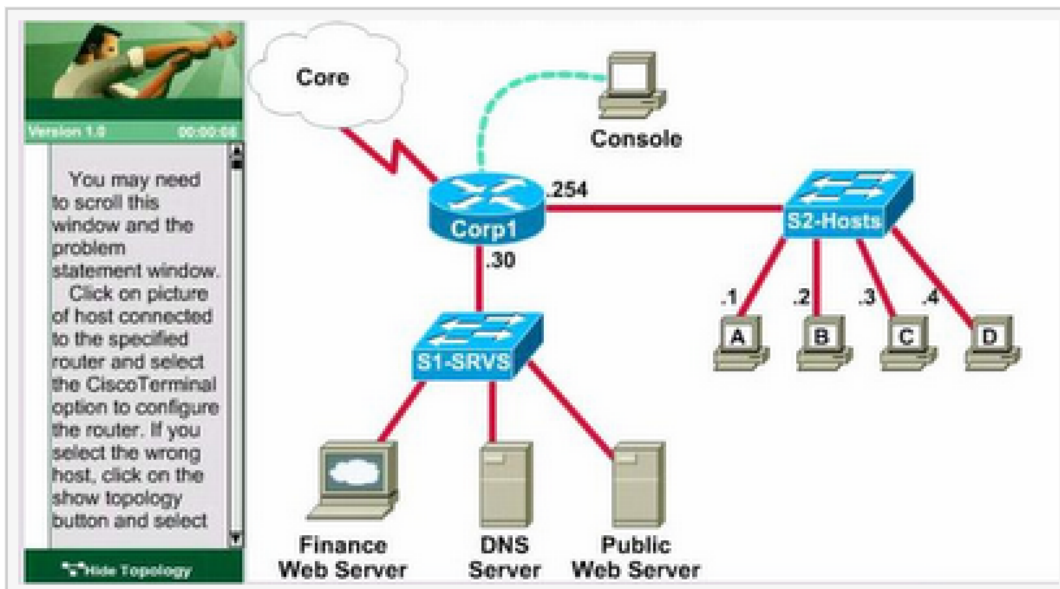 Version 1.0 00:00:08
You may need
to scroll this
window and the
problem
statement window.
Click on picture
of host connected
to the specified
router and select
the CiscoTerminal
option to configure
the router. If you
select the wrong
host, click on the
show topology
button and select
Hide Topology
Core
Console
.254
Corp1
S2-Hosts
.30
.1 .2 .3 .4
A B C D
S1-SRVS
Finance
Web Server
DNS
Server
Public
Web Server